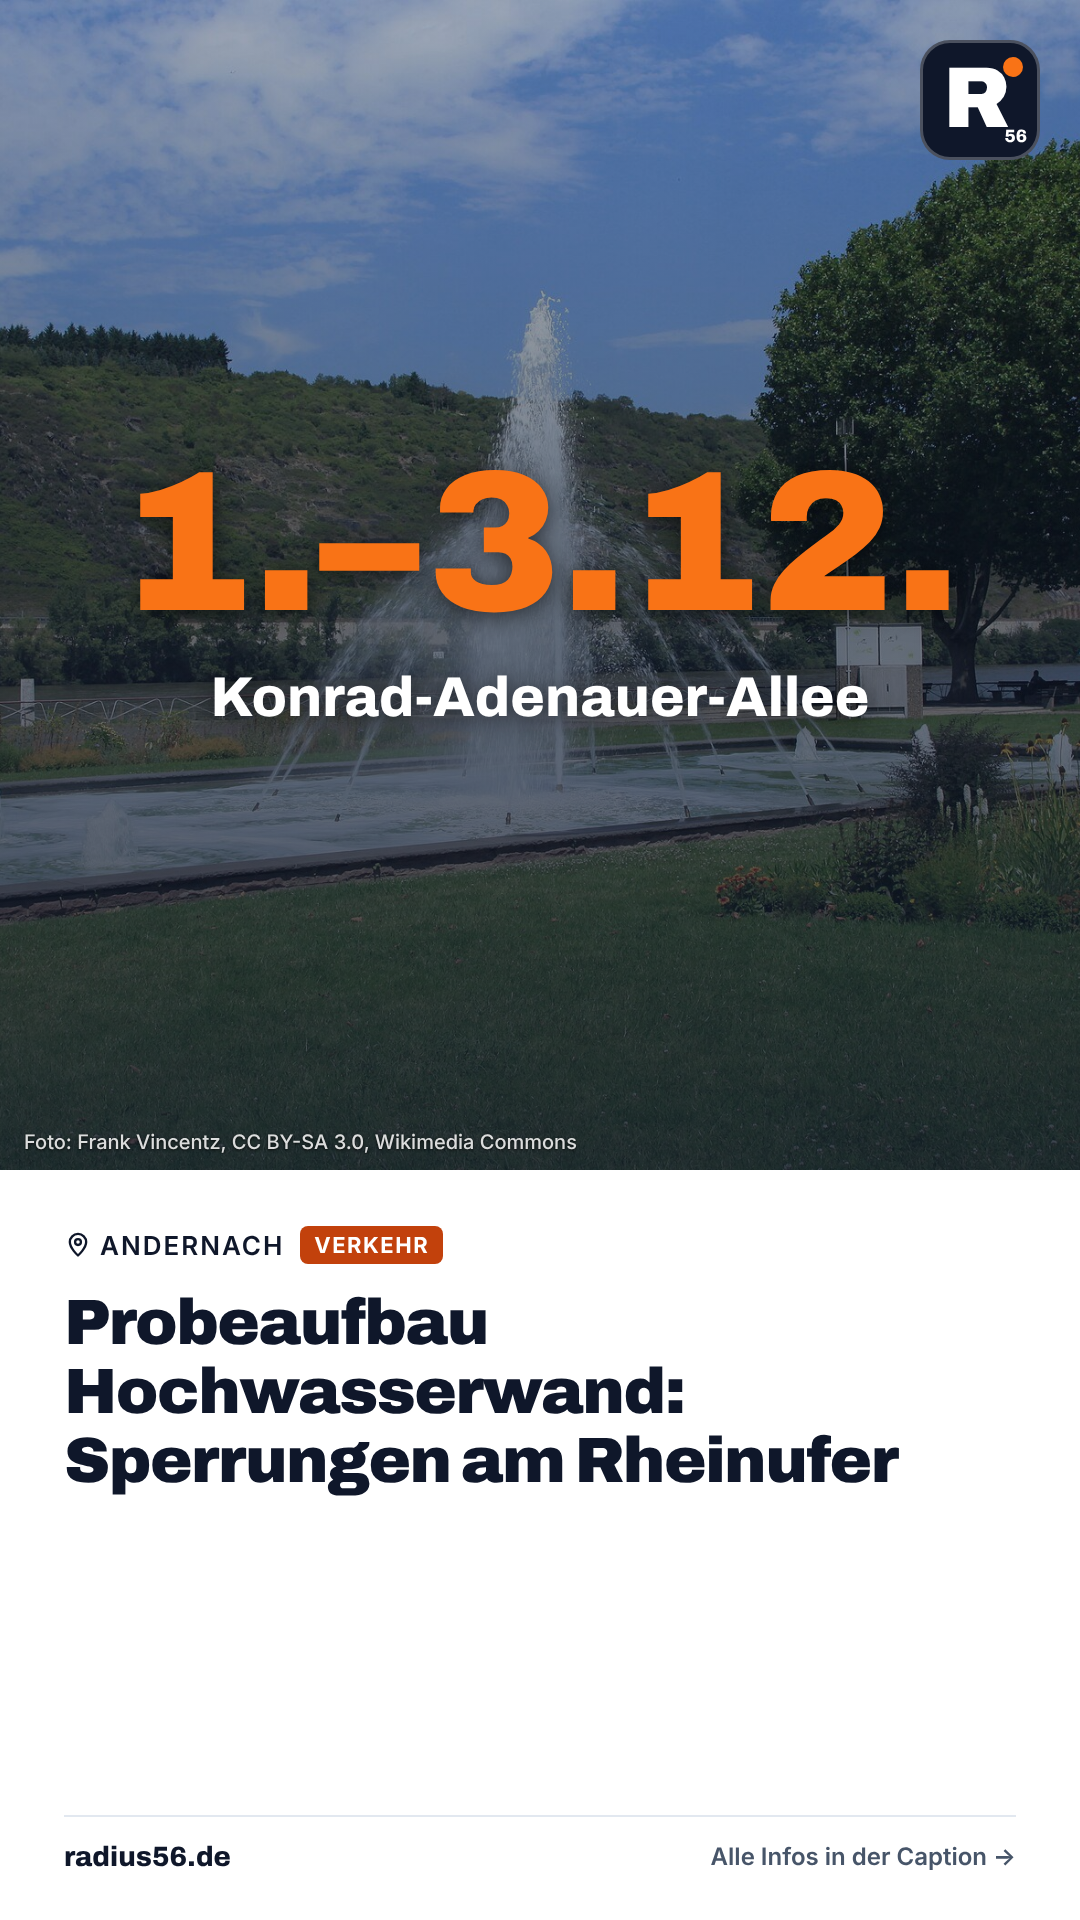 R
56
1.–3.12.
Konrad-Adenauer-Allee
Foto: Frank Vincentz, CC BY-SA 3.0, Wikimedia Commons
ANDERNACH VERKEHR
Probeaufbau
Hochwasserwand:
Sperrungen am Rheinufer
radius56.de
Alle Infos in der Caption →